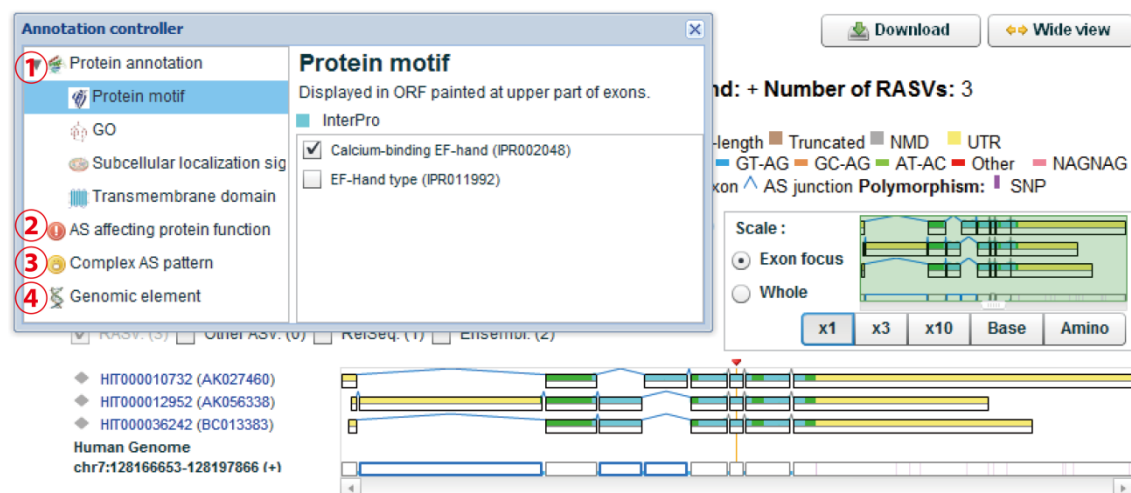 Annotation controller
① Protein annotation
Protein motif
GO
Subcellular localization sig
Transmembrane domain
② AS affecting protein function
③ Complex AS pattern
④ Genomic element
Protein motif
Displayed in ORF painted at upper part of exons.
InterPro
Calcium-binding EF-hand (IPR002048)
EF-Hand type (IPR011992)
Download
Wide view
nd: + Number of RASVs: 3
-length Truncated NMD UTR
GT-AG GC-AG AT-AC Other NAGNAG
xon AS junction Polymorphism: SNP
Scale :
Exon focus
Whole
x1 x3 x10 Base Amino
RASV: (3) Other ASV: (0) RefSeq: (1) Ensembl: (2)
HIT000010732 (AK027460)
HIT000012952 (AK056338)
HIT000036242 (BC013383)
Human Genome
chr7:128166653-128197866 (+)